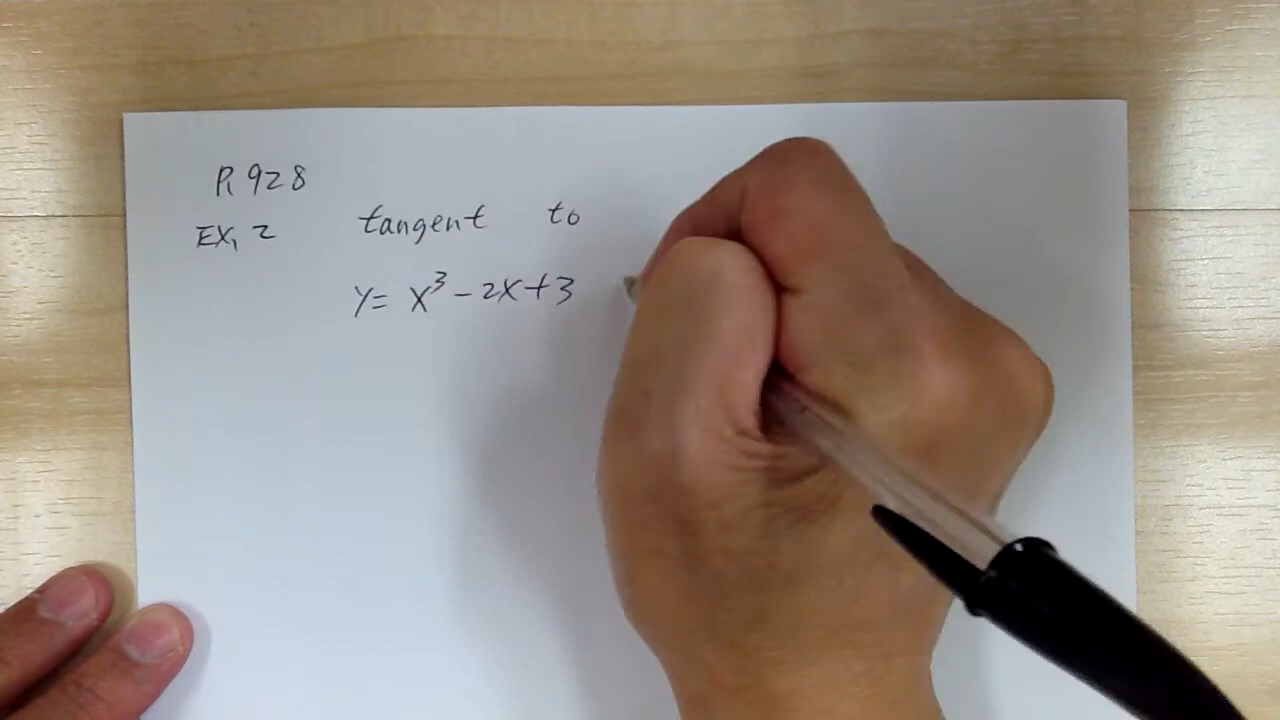 P. 928
EX. 2 tangent to
y = x³ - 2x + 3